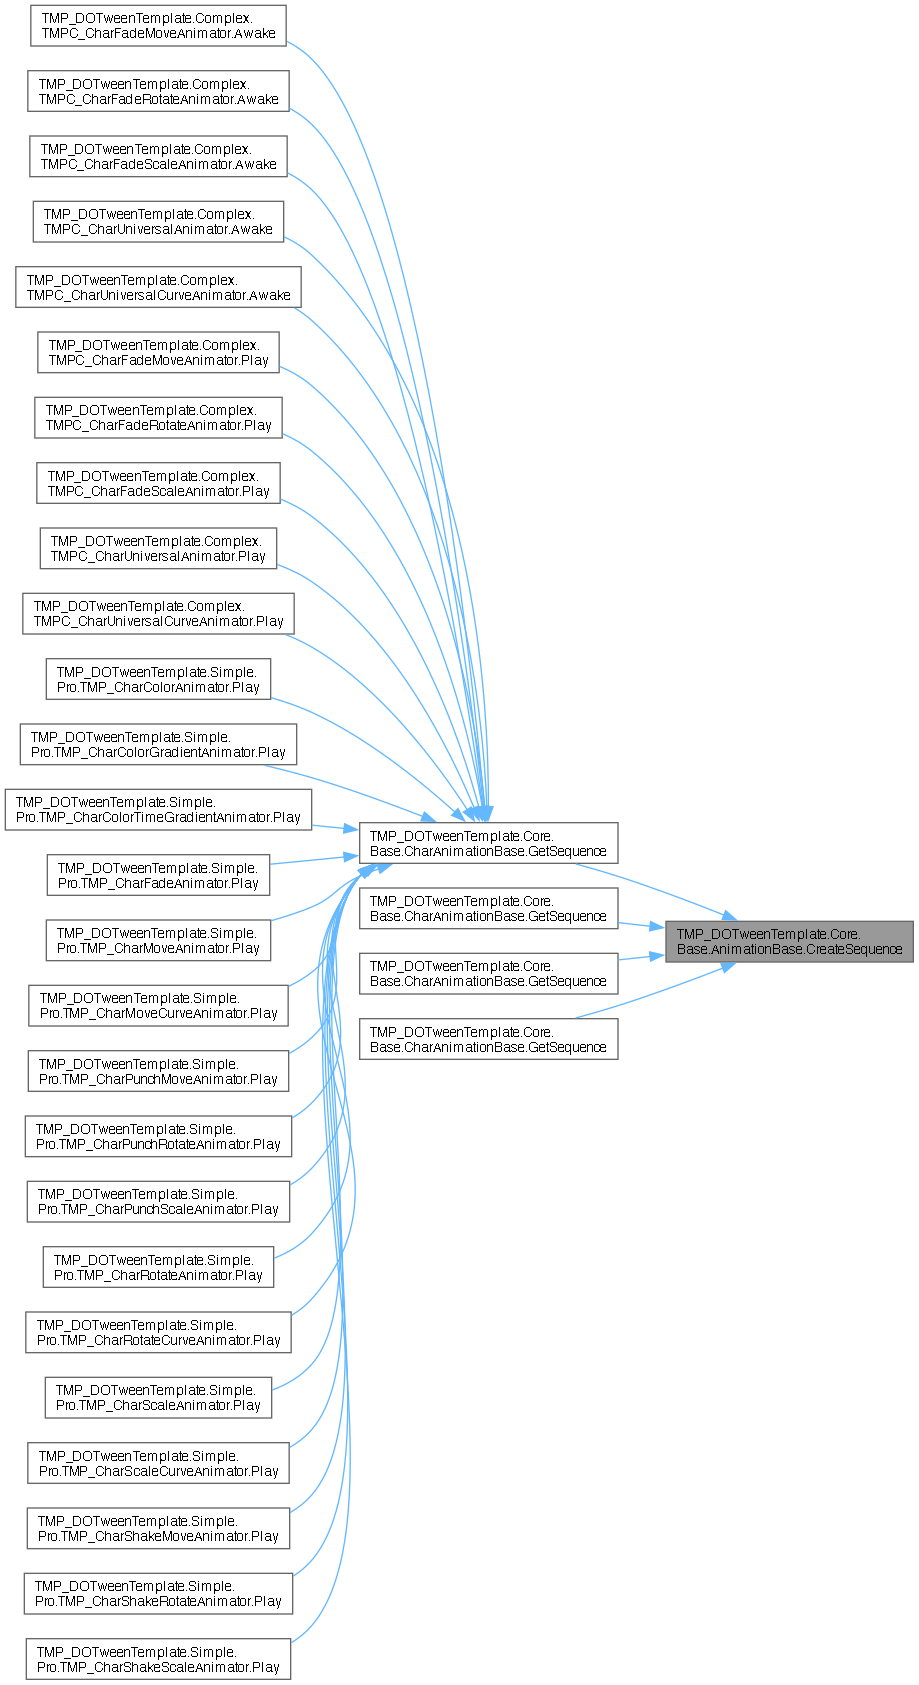 TMP_DOTweenTemplate.Complex.
TMPC_CharFadeMoveAnimator.Awake
TMP_DOTweenTemplate.Complex.
TMPC_CharFadeRotateAnimator.Awake
TMP_DOTweenTemplate.Complex.
TMPC_CharFadeScaleAnimator.Awake
TMP_DOTweenTemplate.Complex.
TMPC_CharUniversalAnimator.Awake
TMP_DOTweenTemplate.Complex.
TMPC_CharUniversalCurveAnimator.Awake
TMP_DOTweenTemplate.Complex.
TMPC_CharFadeMoveAnimator.Play
TMP_DOTweenTemplate.Complex.
TMPC_CharFadeRotateAnimator.Play
TMP_DOTweenTemplate.Complex.
TMPC_CharFadeScaleAnimator.Play
TMP_DOTweenTemplate.Complex.
TMPC_CharUniversalAnimator.Play
TMP_DOTweenTemplate.Complex.
TMPC_CharUniversalCurveAnimator.Play
TMP_DOTweenTemplate.Simple.
Pro.TMP_CharColorAnimator.Play
TMP_DOTweenTemplate.Simple.
Pro.TMP_CharColorGradientAnimator.Play
TMP_DOTweenTemplate.Simple.
Pro.TMP_CharColorTimeGradientAnimator.Play
TMP_DOTweenTemplate.Simple.
Pro.TMP_CharFadeAnimator.Play
TMP_DOTweenTemplate.Simple.
Pro.TMP_CharMoveAnimator.Play
TMP_DOTweenTemplate.Simple.
Pro.TMP_CharMoveCurveAnimator.Play
TMP_DOTweenTemplate.Simple.
Pro.TMP_CharPunchMoveAnimator.Play
TMP_DOTweenTemplate.Simple.
Pro.TMP_CharPunchRotateAnimator.Play
TMP_DOTweenTemplate.Simple.
Pro.TMP_CharPunchScaleAnimator.Play
TMP_DOTweenTemplate.Simple.
Pro.TMP_CharRotateAnimator.Play
TMP_DOTweenTemplate.Simple.
Pro.TMP_CharRotateCurveAnimator.Play
TMP_DOTweenTemplate.Simple.
Pro.TMP_CharScaleAnimator.Play
TMP_DOTweenTemplate.Simple.
Pro.TMP_CharScaleCurveAnimator.Play
TMP_DOTweenTemplate.Simple.
Pro.TMP_CharShakeMoveAnimator.Play
TMP_DOTweenTemplate.Simple.
Pro.TMP_CharShakeRotateAnimator.Play
TMP_DOTweenTemplate.Simple.
Pro.TMP_CharShakeScaleAnimator.Play
TMP_DOTweenTemplate.Core.
Base.CharAnimationBase.GetSequence
TMP_DOTweenTemplate.Core.
Base.CharAnimationBase.GetSequence
TMP_DOTweenTemplate.Core.
Base.CharAnimationBase.GetSequence
TMP_DOTweenTemplate.Core.
Base.CharAnimationBase.GetSequence
TMP_DOTweenTemplate.Core.
Base.AnimationBase.CreateSequence